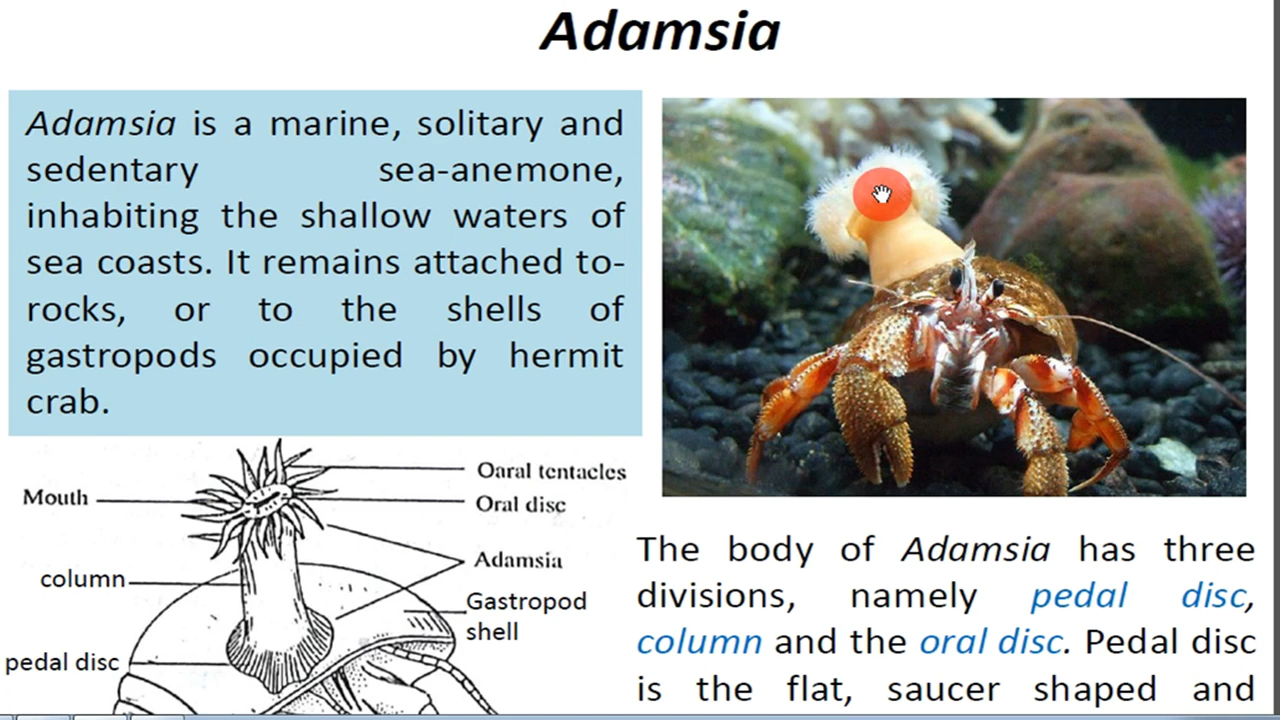 Adamsia
Adamsia is a marine, solitary and
sedentary sea-anemone,
inhabiting the shallow waters of
sea coasts. It remains attached to-
rocks, or to the shells of
gastropods occupied by hermit
crab.
Oaral tentacles
Mouth
Oral disc
Adamsia
column
Gastropod
shell
pedal disc
The body of Adamsia has three
divisions, namely pedal disc,
column and the oral disc. Pedal disc
is the flat, saucer shaped and